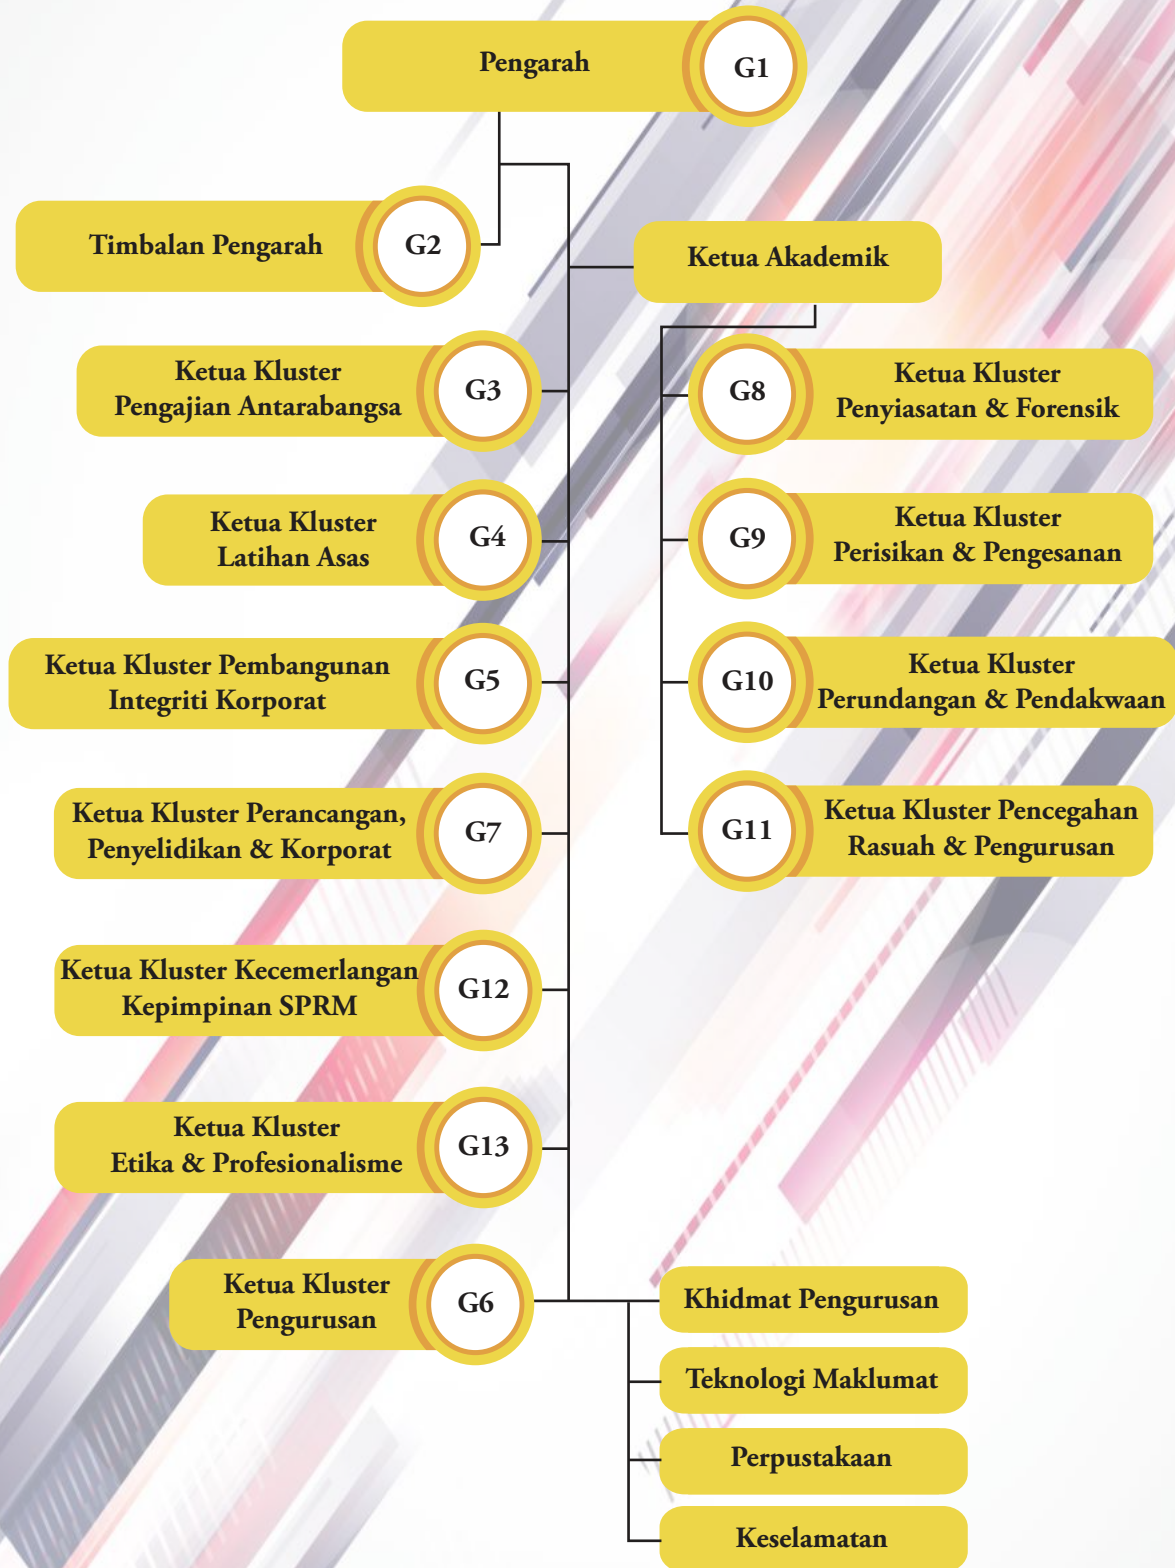 Pengarah
G1
Timbalan Pengarah
G2
Ketua Akademik
Ketua Kluster
Pengajian Antarabangsa
G3
G8
Ketua Kluster
Penyiasatan & Forensik
Ketua Kluster
Latihan Asas
G4
G9
Ketua Kluster
Perisikan & Pengesanan
Ketua Kluster Pembangunan
Integriti Korporat
G5
G10
Ketua Kluster
Perundangan & Pendakwaan
Ketua Kluster Perancangan,
Penyelidikan & Korporat
G7
G11
Ketua Kluster Pencegahan
Rasuah & Pengurusan
Ketua Kluster Kecemerlangan
Kepimpinan SPRM
G12
Ketua Kluster
Etika & Profesionalisme
G13
Ketua Kluster
Pengurusan
G6
Khidmat Pengurusan
Teknologi Maklumat
Perpustakaan
Keselamatan